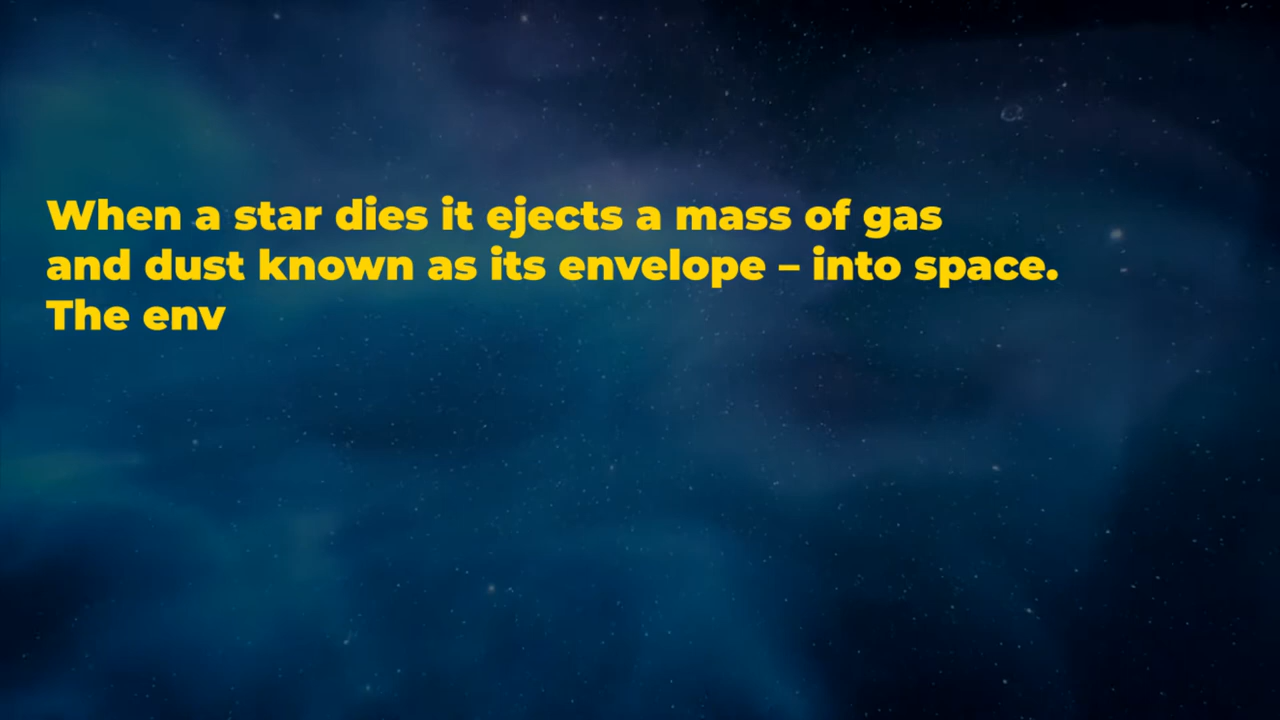 When a star dies it ejects a mass of gas
and dust known as its envelope – into space.
The env